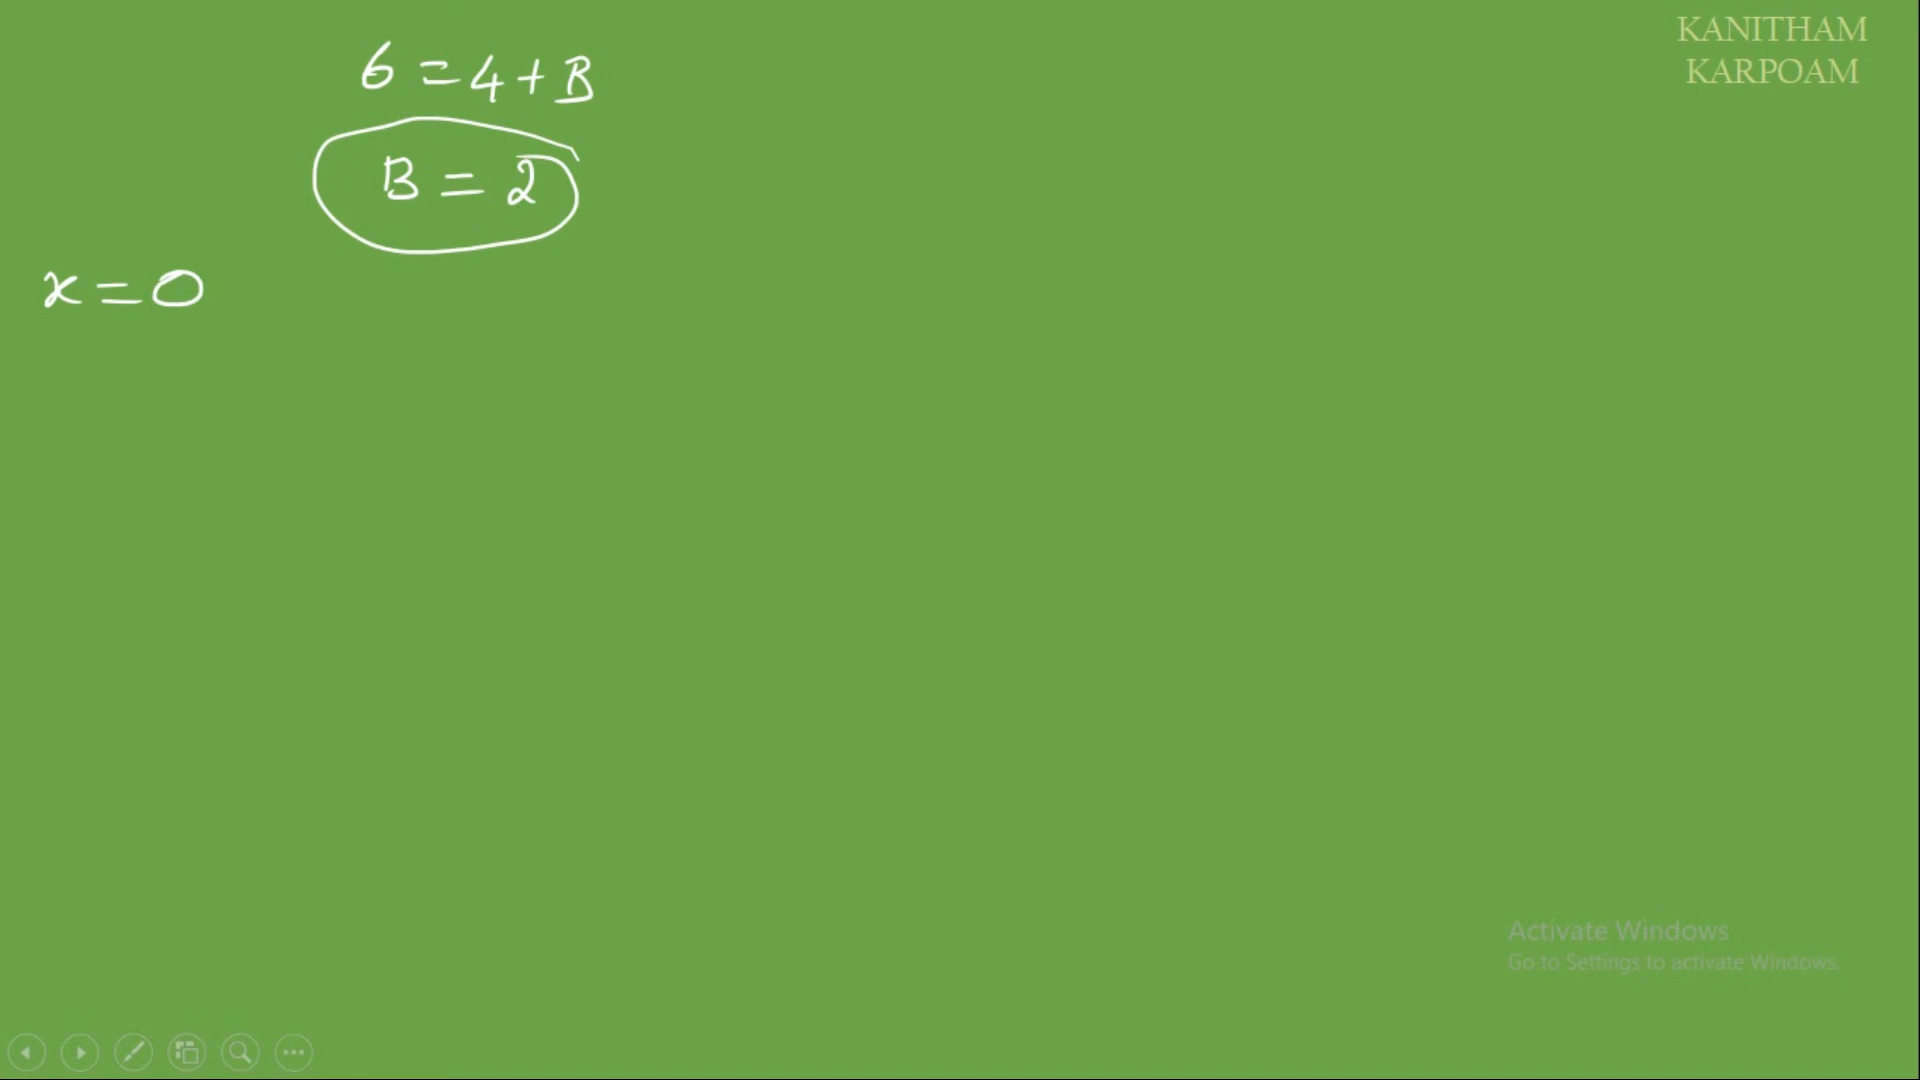 6 = 4 + B
B = 2
x = 0
KANITHAM
KARPOAM
Activate Windows
Go to Settings to activate Windows.